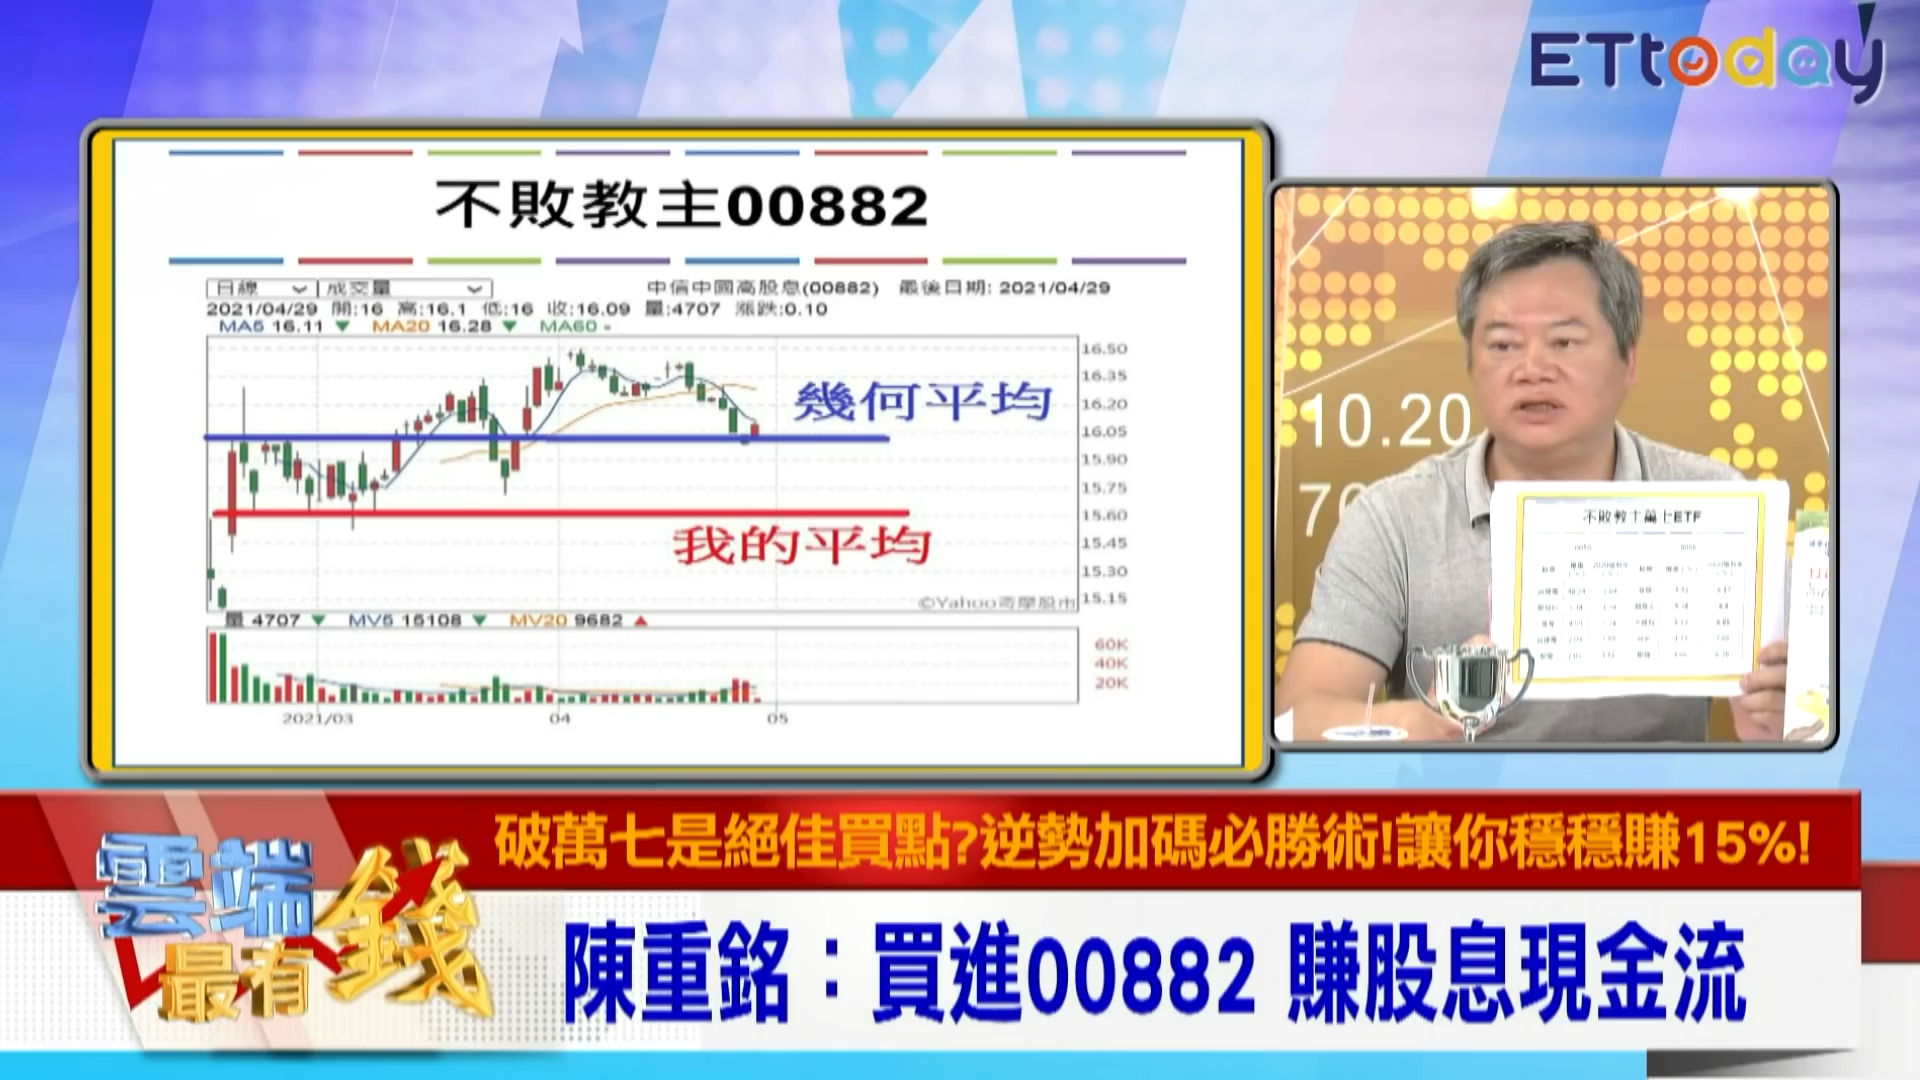 ETtoday
不敗教主00882
日線 成交量 中信中國高股息(00882) 最後日期: 2021/04/29
2021/04/29 開:16 高:16.1 低:16 收:16.09 量:4707 漲跌:0.10
MA5 16.11 ▼ MA20 16.28 ▼ MA60 -
16.50
16.35
16.20
16.05
15.90
15.75
15.60
15.45
15.30
15.15
幾何平均
我的平均
©Yahoo奇摩股市
量 4707 ▼ MV5 15108 ▼ MV20 9682 ▲
60K
40K
20K
2021/03 04 05
10.20
不敗教主萬七ETF
破萬七是絕佳買點?逆勢加碼必勝術!讓你穩穩賺15%!
雲端最有錢
陳重銘：買進00882 賺股息現金流